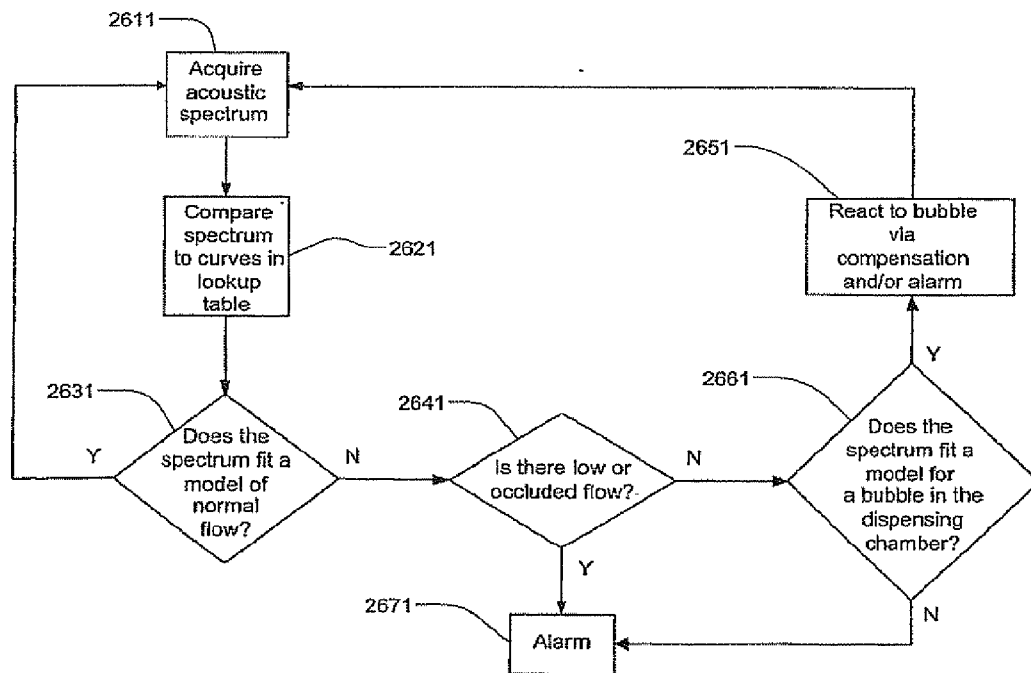 2611
Acquire
acoustic
spectrum
Compare
spectrum
to curves in
lookup
table
2621
2651
React to bubble
via
compensation
and/or alarm
2631
Does the
spectrum fit a
model of
normal
flow?
Y
N
2641
Is there low or
occluded flow?
N
Y
2661
Does the
spectrum fit a
model for
a bubble in the
dispensing
chamber?
Y
N
2671
Alarm